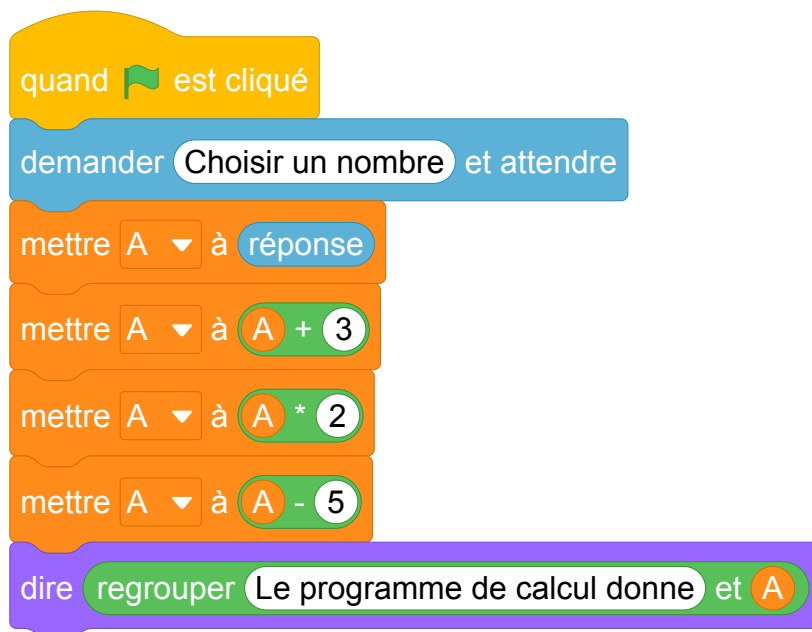 quand est cliqué
demander Choisir un nombre et attendre
mettre A à réponse
mettre A à A + 3
mettre A à A * 2
mettre A à A - 5
dire regrouper Le programme de calcul donne et A